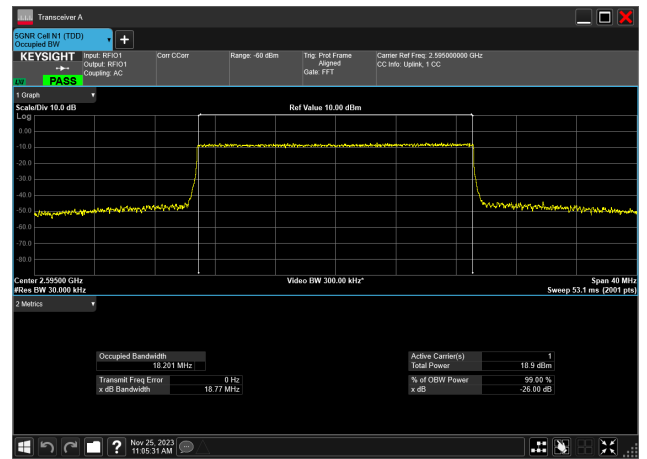 Transceiver A
5GNR Cell N1 (TDD)
Occupied BW
KEYSIGHT
Input: RFIO1
Output: RFIO1
Coupling: AC
Corr CCorr
Range: -60 dBm
Trig: Prot Frame
Aligned
Gate: FFT
Carrier Ref Freq: 2.595000000 GHz
CC Info: Uplink, 1 CC
LW
PASS
1 Graph
Scale/Div 10.0 dB
Ref Value 10.00 dBm
Log
0.00
-10.0
-20.0
-30.0
-40.0
-50.0
-60.0
-70.0
-80.0
Center 2.59500 GHz
Video BW 300.00 kHz*
Span 40 MHz
#Res BW 30.000 kHz
Sweep 53.1 ms (2001 pts)
2 Metrics
Occupied Bandwidth
18.201 MHz
Active Carrier(s) 1
Total Power 18.9 dBm
Transmit Freq Error 0 Hz
x dB Bandwidth 18.77 MHz
% of OBW Power 99.00 %
x dB -26.00 dB
Nov 25, 2023
11:05:31 AM